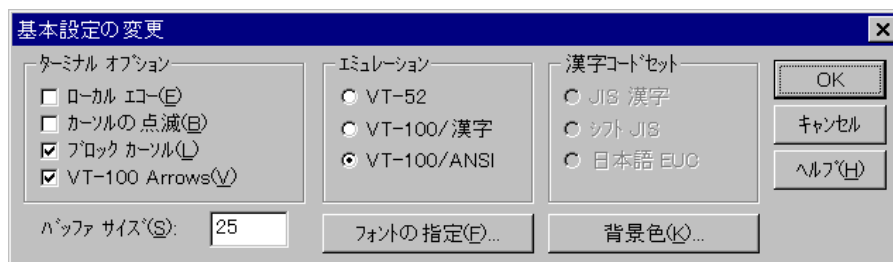 基本設定の変更
ﾀｰﾐﾅﾙ ｵﾌﾟｼｮﾝ
ﾛｰｶﾙ ｴｺｰ(E)
ｶｰｿﾙの点滅(B)
ﾌﾞﾛｯｸ ｶｰｿﾙ(L)
VT-100 Arrows(V)
ﾊﾞｯﾌｧ ｻｲｽﾞ(S):
25
ｴﾐｭﾚｰｼｮﾝ
VT-52
VT-100/漢字
VT-100/ANSI
ﾌｫﾝﾄの指定(F)...
漢字ｺｰﾄﾞｾｯﾄ
JIS 漢字
ｼﾌﾄ JIS
日本語 EUC
背景色(K)...
OK
ｷｬﾝｾﾙ
ﾍﾙﾌﾟ(H)